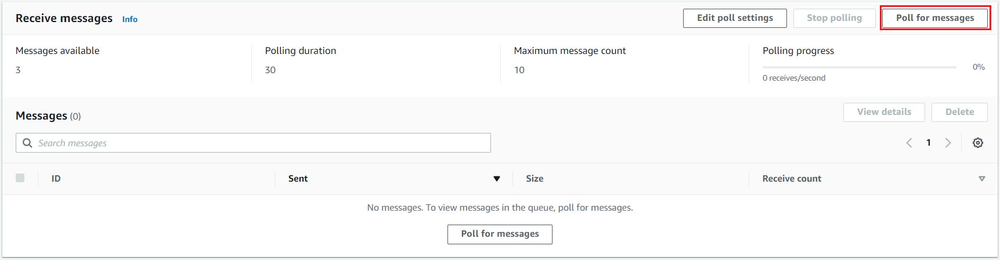 Receive messages Info Edit poll settings Stop polling Poll for messages
Messages available Polling duration Maximum message count Polling progress
3 30 10 0%
0 receives/second
Messages (0) View details Delete
Search messages 1
ID Sent Size Receive count
No messages. To view messages in the queue, poll for messages.
Poll for messages